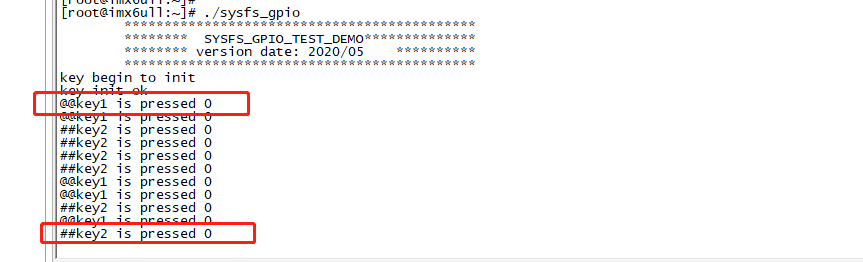 [root@imx6ull:~]#
[root@imx6ull:~]# ./sysfs_gpio
********************************************
******** SYSFS_GPIO_TEST_DEMO**************
******** version date: 2020/05 **********
********************************************
key begin to init
key init ok
@@key1 is pressed 0
@@key1 is pressed 0
##key2 is pressed 0
##key2 is pressed 0
##key2 is pressed 0
##key2 is pressed 0
@@key1 is pressed 0
@@key1 is pressed 0
##key2 is pressed 0
@@key1 is pressed 0
##key2 is pressed 0